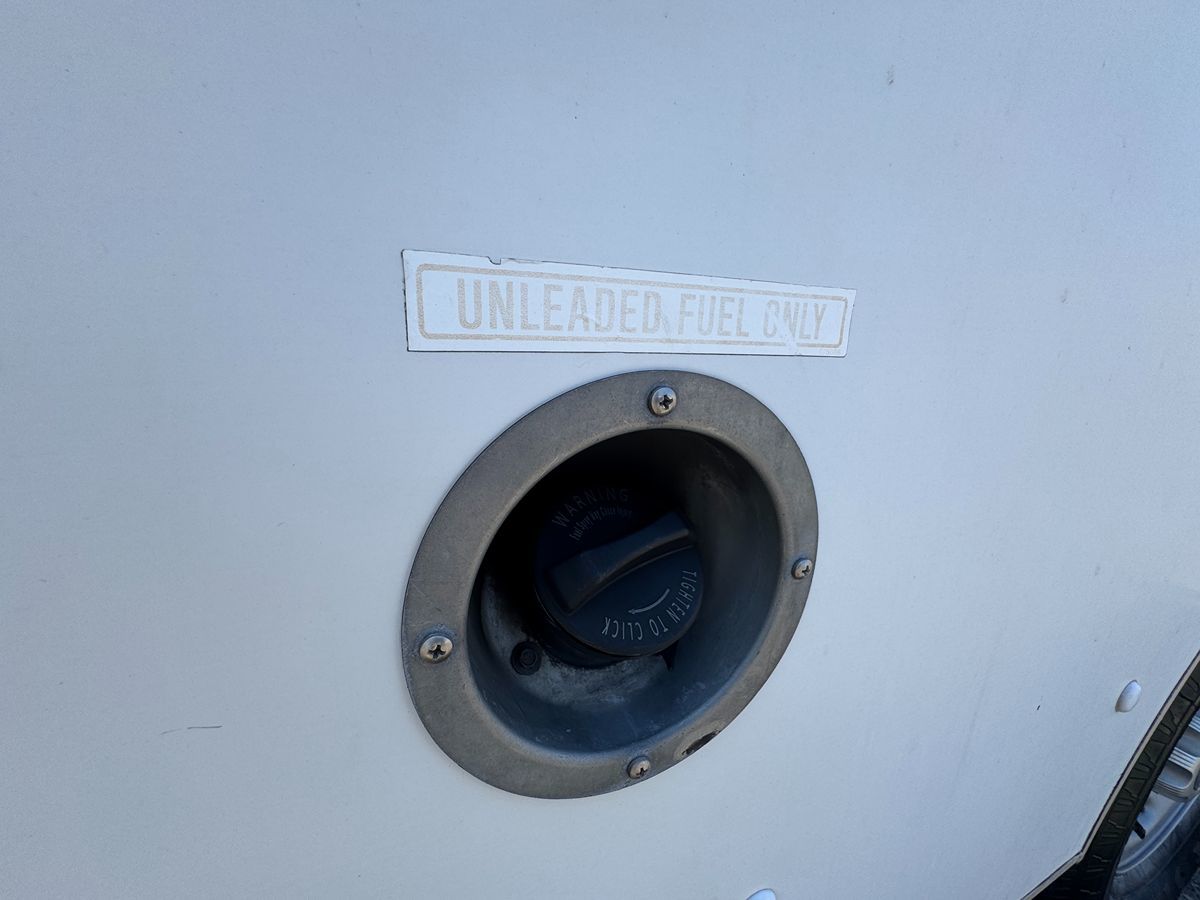 UNLEADED FUEL ONLY
WARNING
TIGHTEN TO CLICK